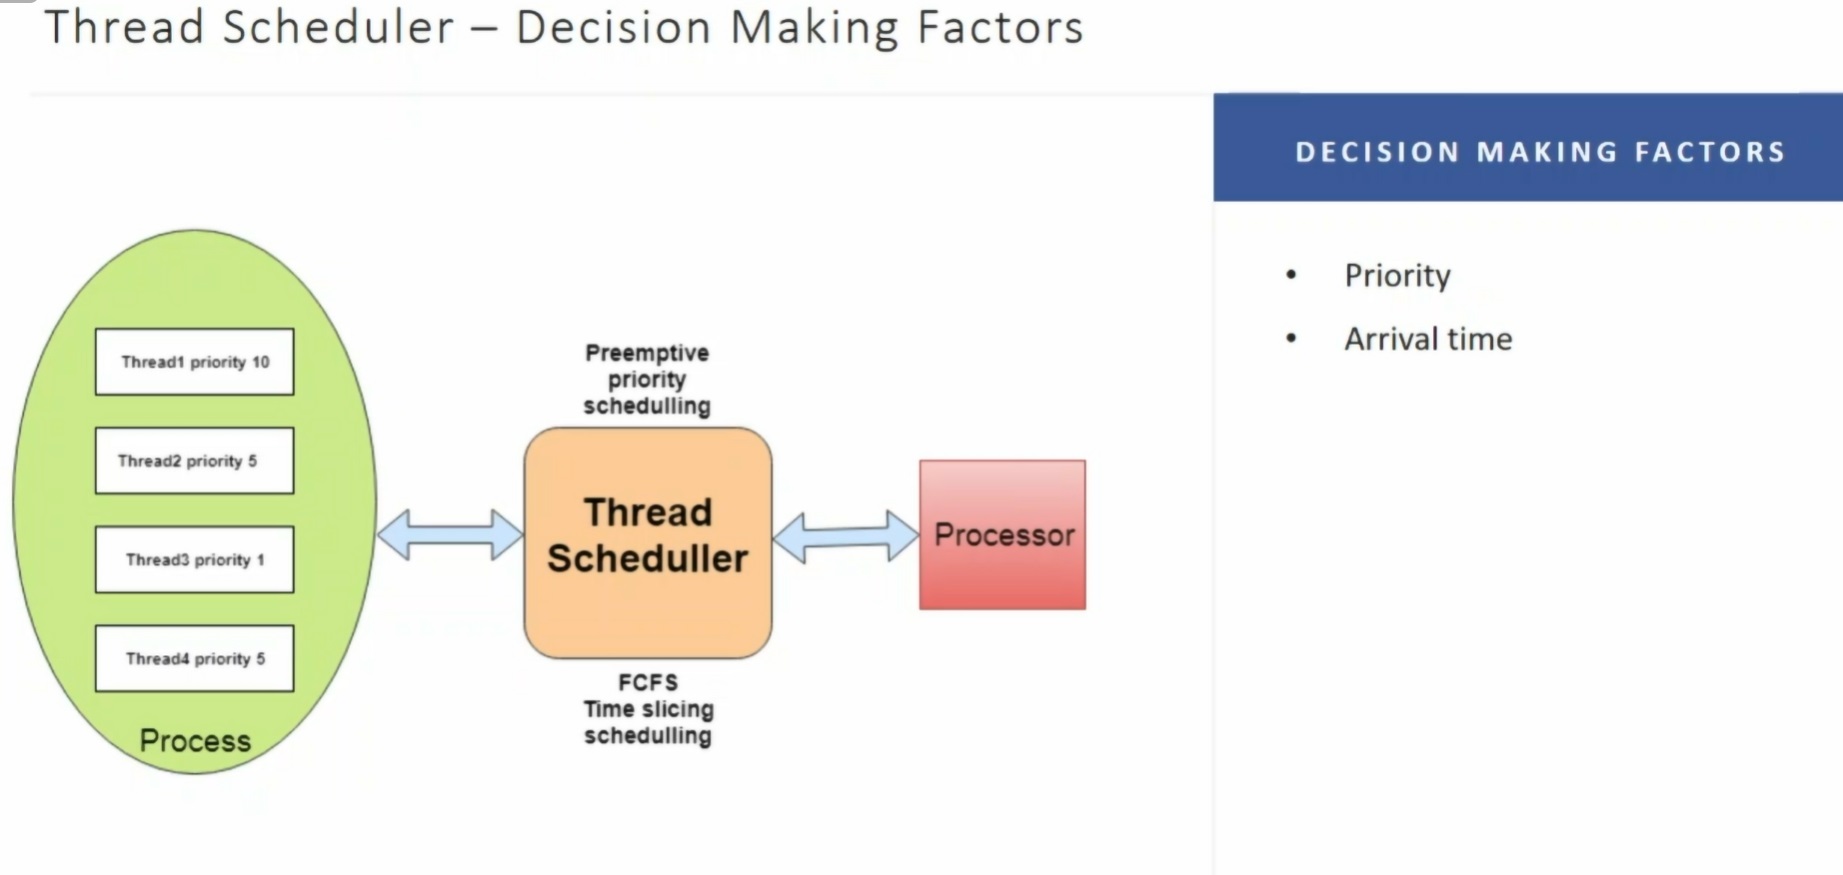 Thread Scheduler – Decision Making Factors
DECISION MAKING FACTORS
• Priority
• Arrival time
Thread1 priority 10
Thread2 priority 5
Thread3 priority 1
Thread4 priority 5
Process
Preemptive
priority
schedulling
Thread
Scheduller
FCFS
Time slicing
schedulling
Processor